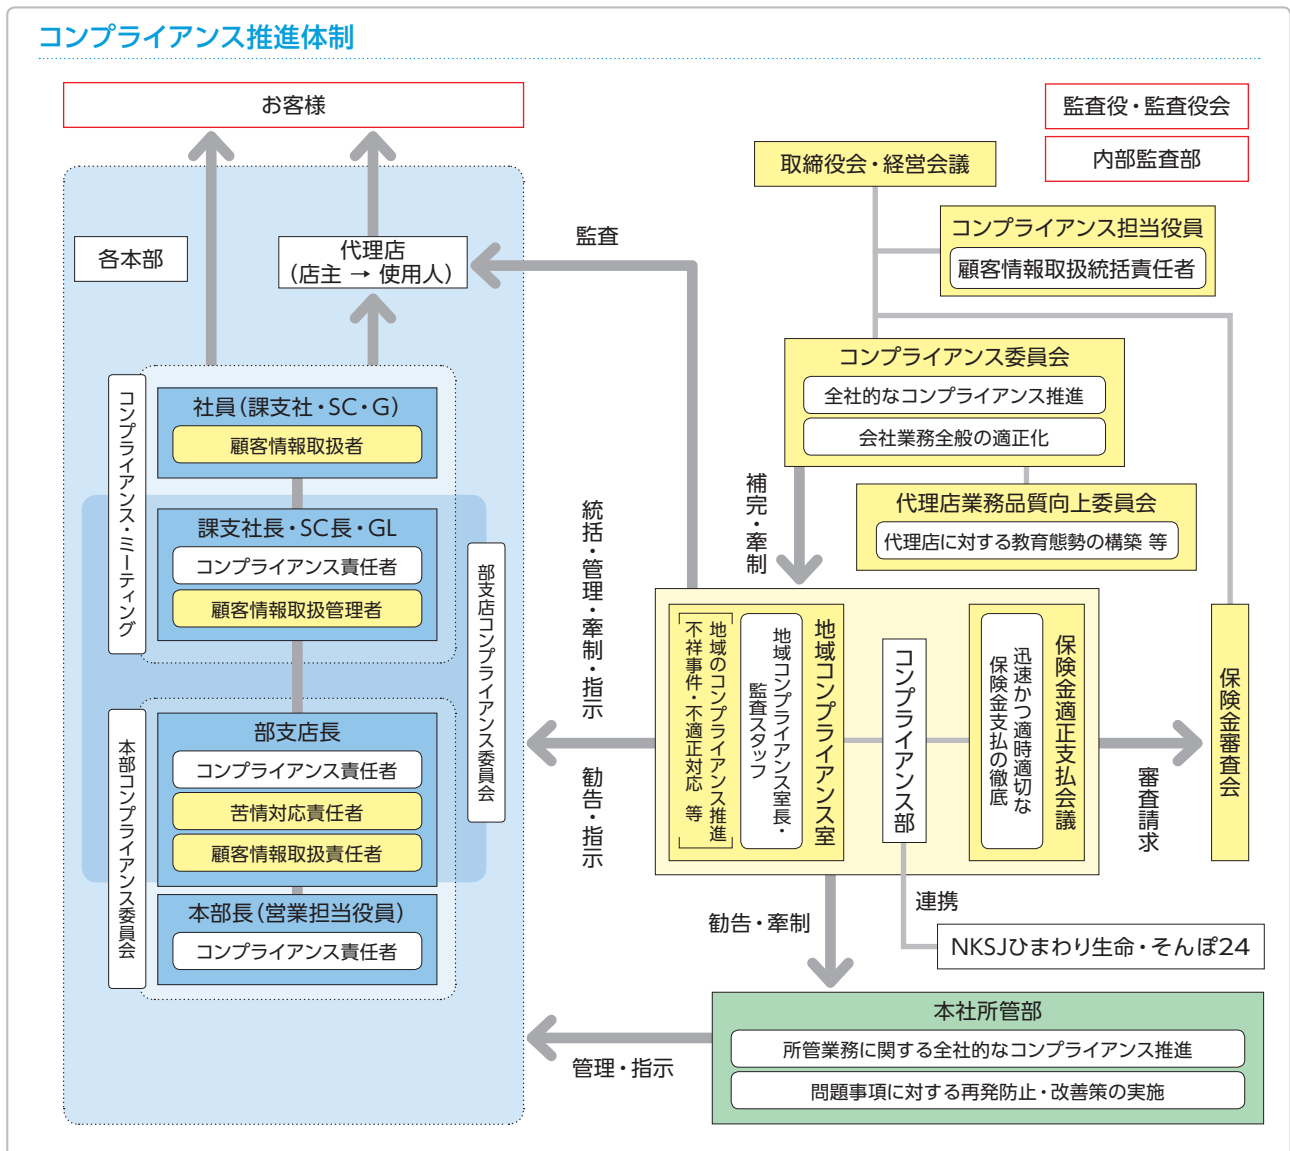 コンプライアンス推進体制
お客様
監査役・監査役会
内部監査部
取締役会・経営会議
コンプライアンス担当役員
顧客情報取扱統括責任者
各本部
代理店
（店主 → 使用人）
監査
コンプライアンス委員会
全社的なコンプライアンス推進
会社業務全般の適正化
代理店業務品質向上委員会
代理店に対する教育態勢の構築 等
補完・牽制
コンプライアンス・ミーティング
社員（課支社・SC・G）
顧客情報取扱者
課支社長・SC長・GL
コンプライアンス責任者
顧客情報取扱管理者
部支店コンプライアンス委員会
本部コンプライアンス委員会
部支店長
コンプライアンス責任者
苦情対応責任者
顧客情報取扱責任者
本部長（営業担当役員）
コンプライアンス責任者
統括・管理・牽制・指示
勧告・指示
地域コンプライアンス室
地域コンプライアンス室長・
監査スタッフ
地域のコンプライアンス推進
不祥事件・不適正対応 等
コンプライアンス部
保険金適正支払会議
迅速かつ適時適切な
保険金支払の徹底
審査請求
保険金審査会
勧告・牽制
連携
NKSJひまわり生命・そんぽ24
本社所管部
所管業務に関する全社的なコンプライアンス推進
問題事項に対する再発防止・改善策の実施
管理・指示